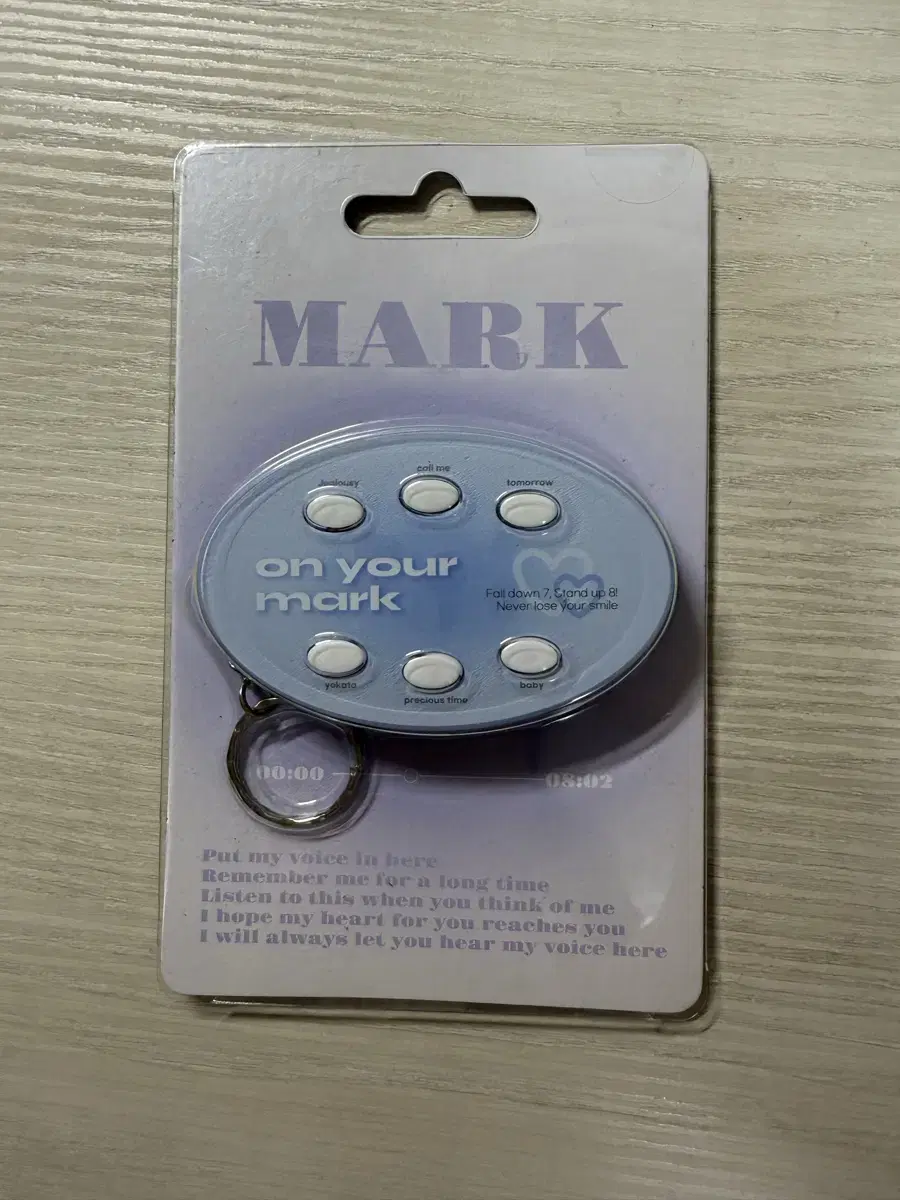 MARK
jealousy
call me
tomorrow
on your
mark
Fall down 7, Stand up 8!
Never lose your smile
yokato
precious time
baby
00:00
08:02
Put my voice in here
Remember me for a long time
Listen to this when you think of me
I hope my heart for you reaches you
I will always let you hear my voice here